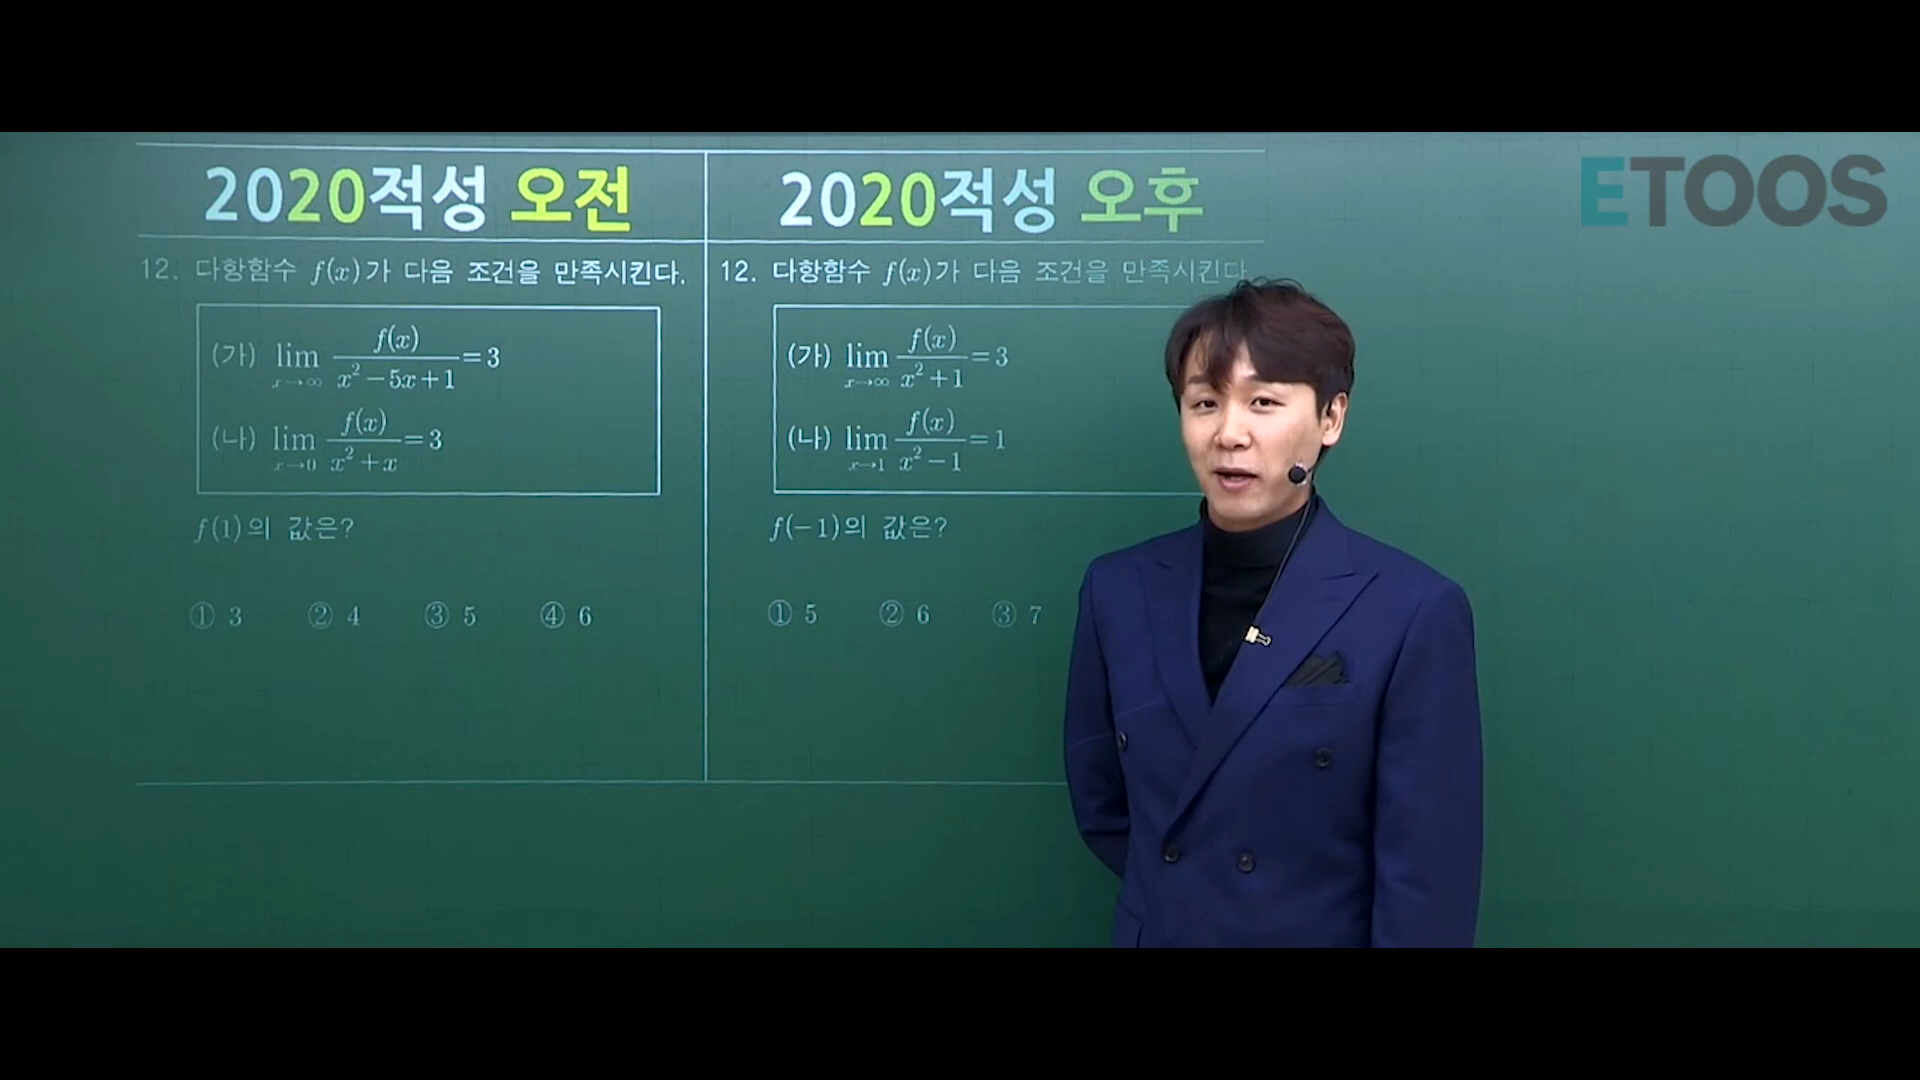 ETOOS
2020적성 오전
12. 다항함수 f(x)가 다음 조건을 만족시킨다.
(가) lim x→∞ f(x)/(x²−5x+1) = 3
(나) lim x→0 f(x)/(x²+x) = 3
f(1)의 값은?
① 3 ② 4 ③ 5 ④ 6
2020적성 오후
12. 다항함수 f(x)가 다음 조건을 만족시킨다
(가) lim x→∞ f(x)/(x²+1) = 3
(나) lim x→1 f(x)/(x²−1) = 1
f(−1)의 값은?
① 5 ② 6 ③ 7